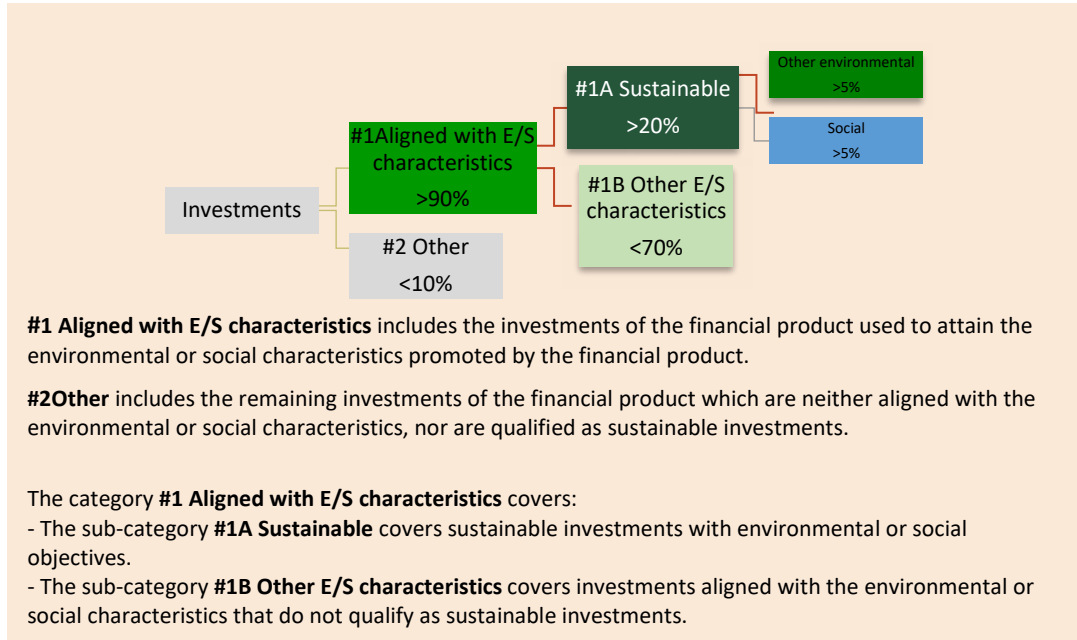 Other environmental
>5%
#1A Sustainable
>20%
Social
>5%
#1Aligned with E/S
characteristics
>90%
#1B Other E/S
characteristics
<70%
Investments
#2 Other
<10%
#1 Aligned with E/S characteristics includes the investments of the financial product used to attain the
environmental or social characteristics promoted by the financial product.
#2Other includes the remaining investments of the financial product which are neither aligned with the
environmental or social characteristics, nor are qualified as sustainable investments.
The category #1 Aligned with E/S characteristics covers:
- The sub-category #1A Sustainable covers sustainable investments with environmental or social
objectives.
- The sub-category #1B Other E/S characteristics covers investments aligned with the environmental or
social characteristics that do not qualify as sustainable investments.